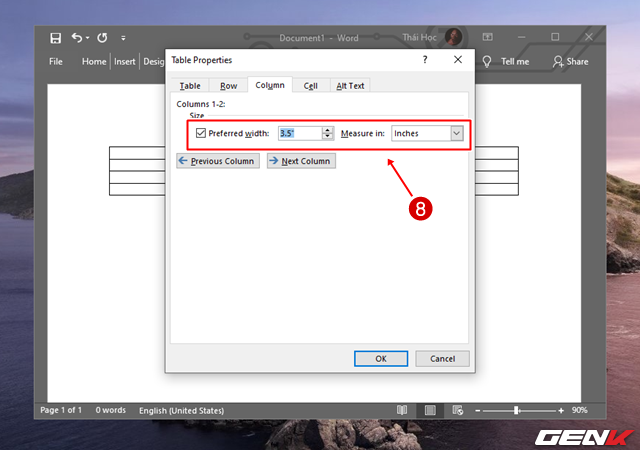 Document1 - Word
Thái Học
File Home Insert Desig
Tell me
Share
Table Properties
?
Table Row Column Cell Alt Text
Columns 1-2:
Size
Preferred width: 3.5" Measure in: Inches
Previous Column Next Column
8
OK Cancel
Page 1 of 1 0 words English (United States)
90%
GENK